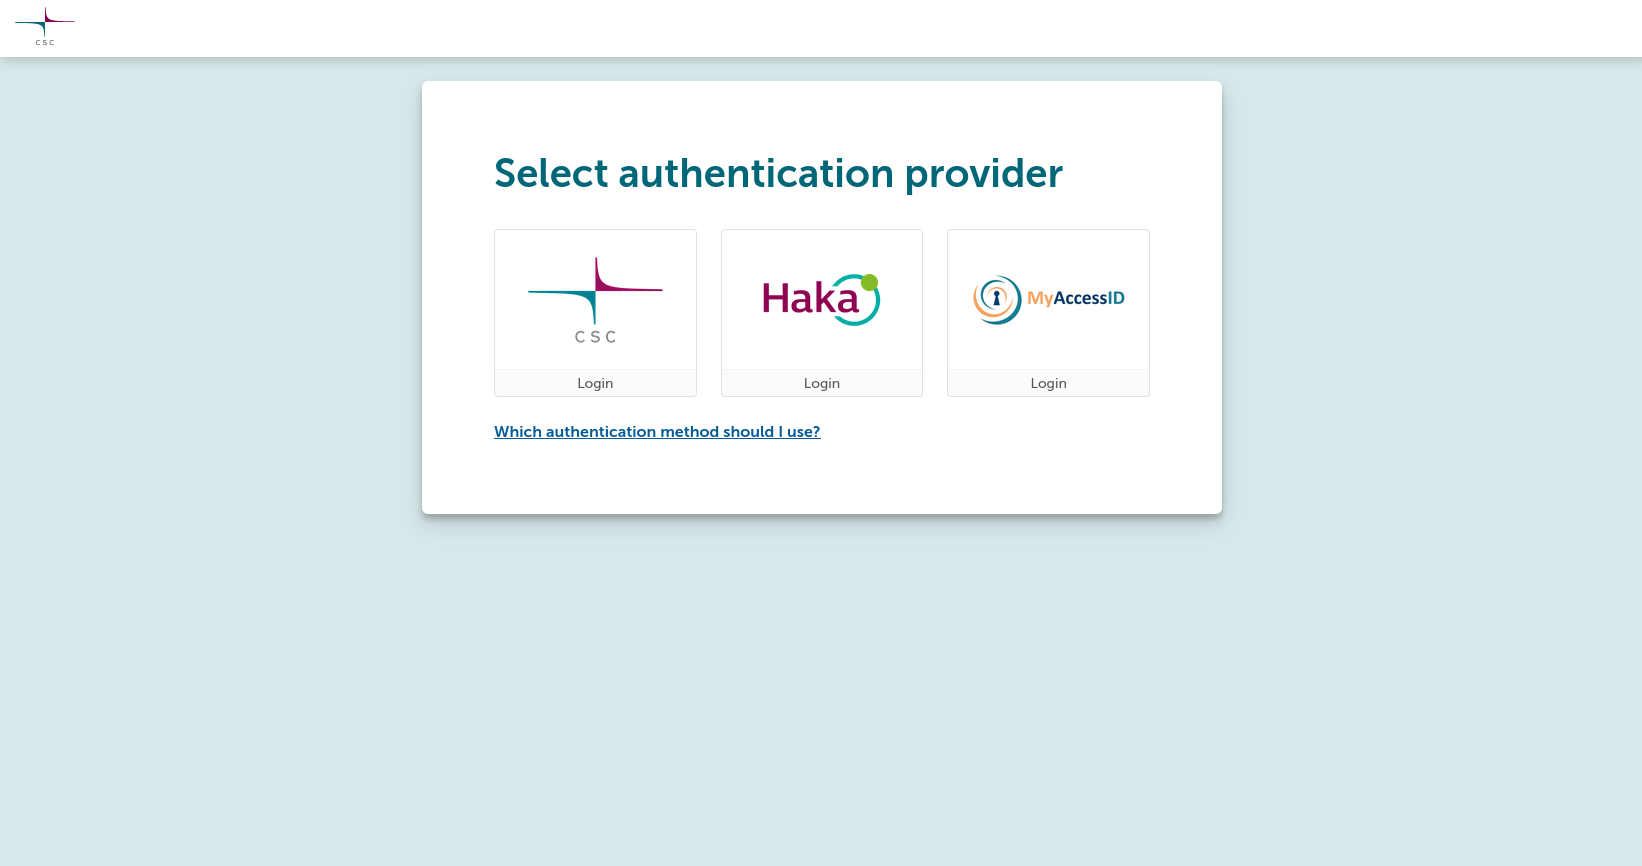 CSC
Select authentication provider
CSC
Haka
MyAccessID
Login
Login
Login
Which authentication method should I use?